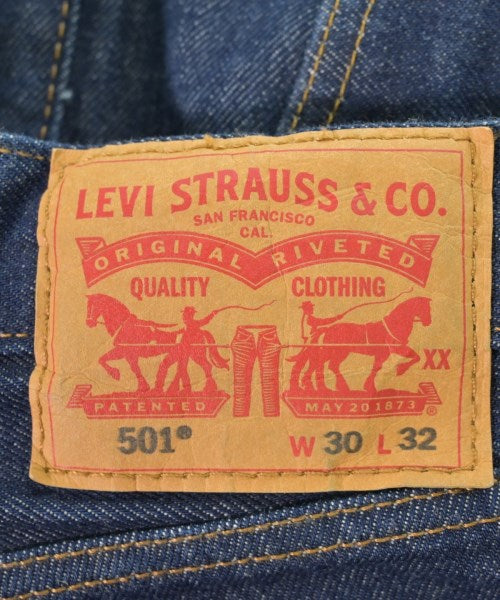 LEVI STRAUSS & CO.
SAN FRANCISCO
CAL.
ORIGINAL RIVETED
QUALITY CLOTHING
XX
PATENTED MAY 20 1873 ®
501® W 30 L 32